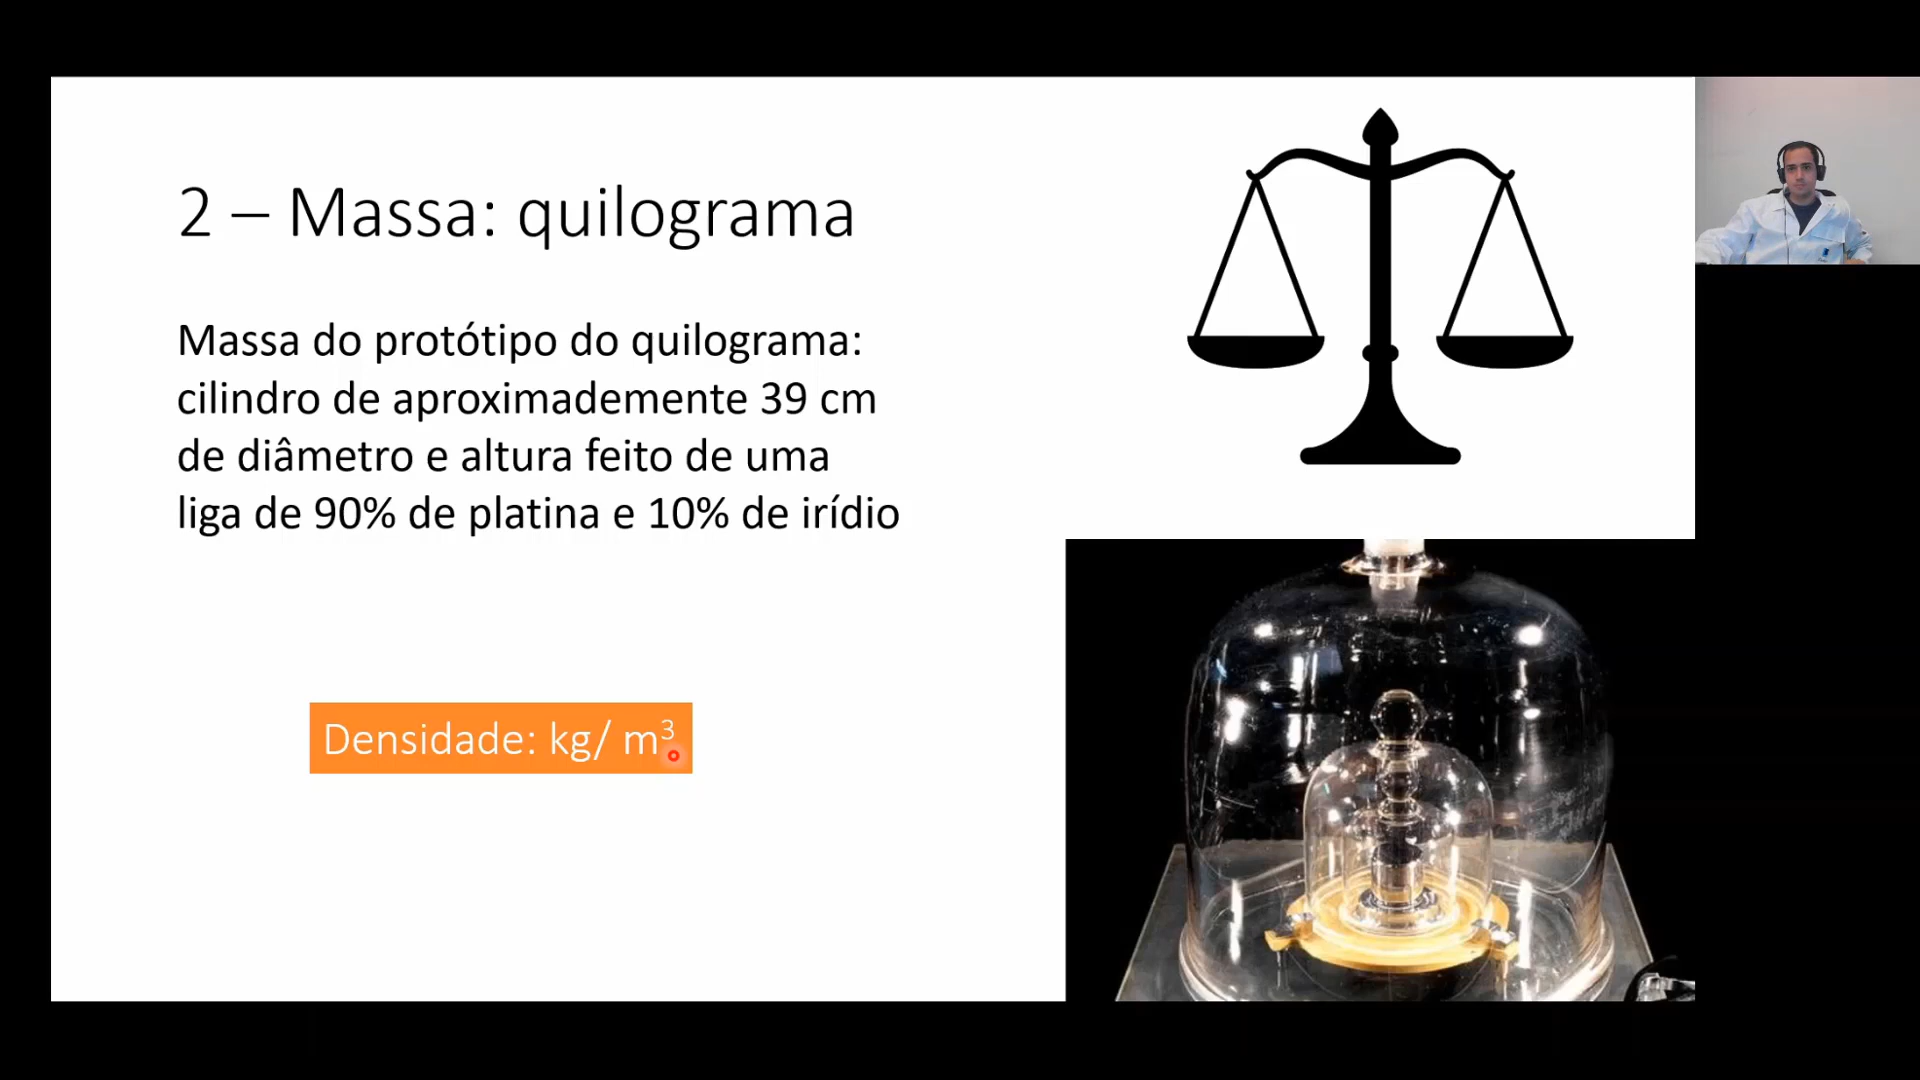 2 – Massa: quilograma
Massa do protótipo do quilograma:
cilindro de aproximademente 39 cm
de diâmetro e altura feito de uma
liga de 90% de platina e 10% de irídio
Densidade: kg/ m³